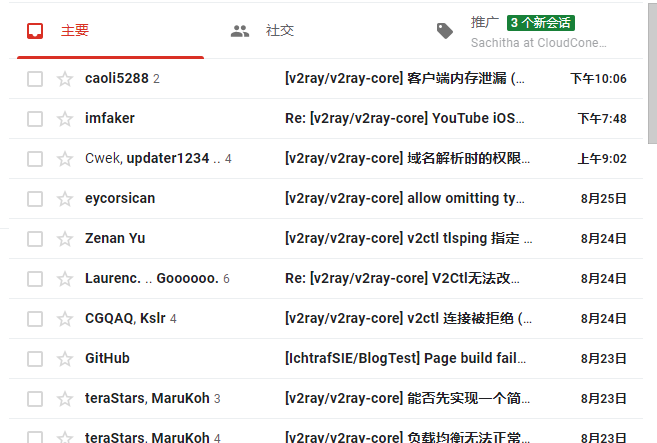 主要
社交
推广 3 个新会话
Sachitha at CloudCone…
caoli5288 2 [v2ray/v2ray-core] 客户端内存泄漏 (… 下午10:06
imfaker Re: [v2ray/v2ray-core] YouTube iOS… 下午7:48
Cwek, updater1234 .. 4 [v2ray/v2ray-core] 域名解析时的权限… 上午9:02
eycorsican [v2ray/v2ray-core] allow omitting ty… 8月25日
Zenan Yu [v2ray/v2ray-core] v2ctl tlsping 指定 … 8月24日
Laurenc. .. Goooooo. 6 Re: [v2ray/v2ray-core] V2Ctl无法改… 8月24日
CGQAQ, Kslr 4 [v2ray/v2ray-core] v2ctl 连接被拒绝 (… 8月24日
GitHub [IchtrafSIE/BlogTest] Page build fail… 8月23日
teraStars, MaruKoh 3 [v2ray/v2ray-core] 能否先实现一个简… 8月23日
teraStars, MaruKoh 4 [v2ray/v2ray-core] 负载均衡无法正常… 8月23日